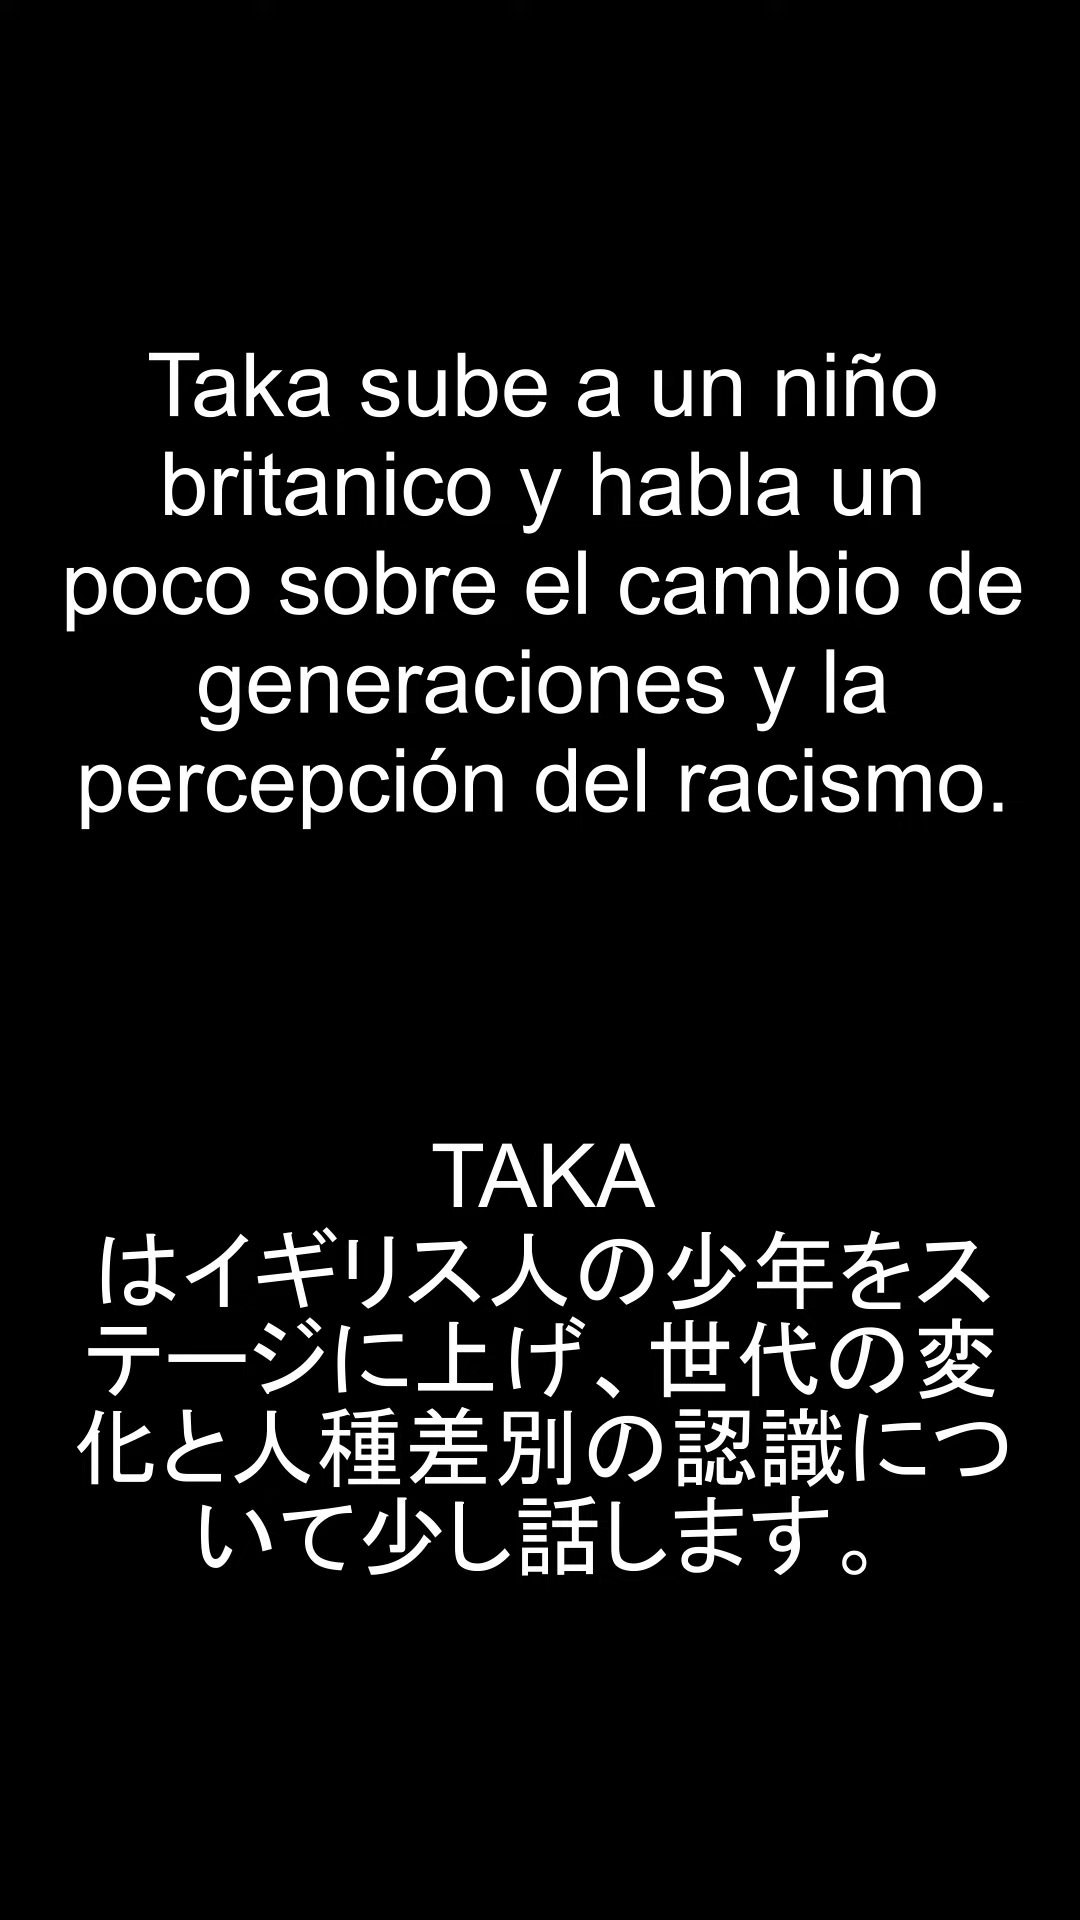 Taka sube a un niño
britanico y habla un
poco sobre el cambio de
generaciones y la
percepción del racismo.
TAKA
はイギリス人の少年をス
テージに上げ、世代の変
化と人種差別の認識につ
いて少し話します。